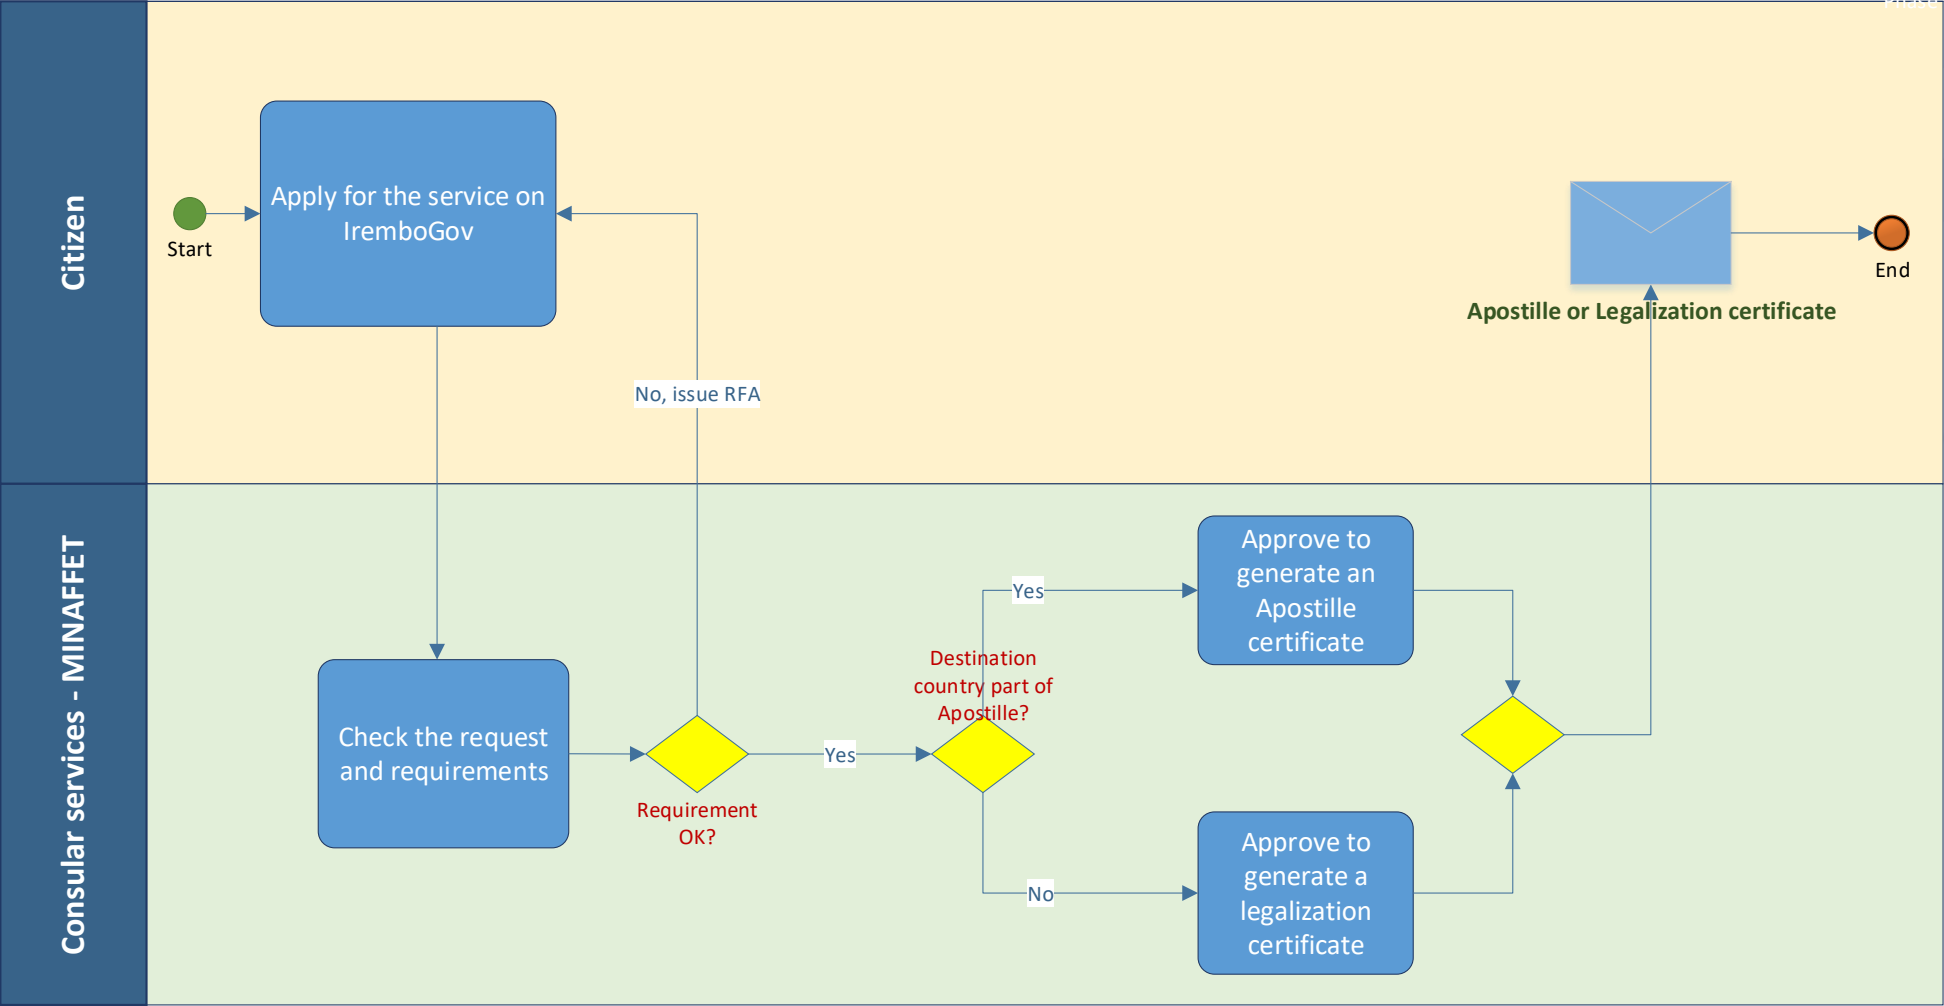 Citizen
Start
Apply for the service on
IremboGov
No, issue RFA
Apostille or Legalization certificate
End
Consular services - MINAFFET
Check the request
and requirements
Requirement
OK?
Yes
Destination
country part of
Apostille?
Yes
No
Approve to
generate an
Apostille
certificate
Approve to
generate a
legalization
certificate